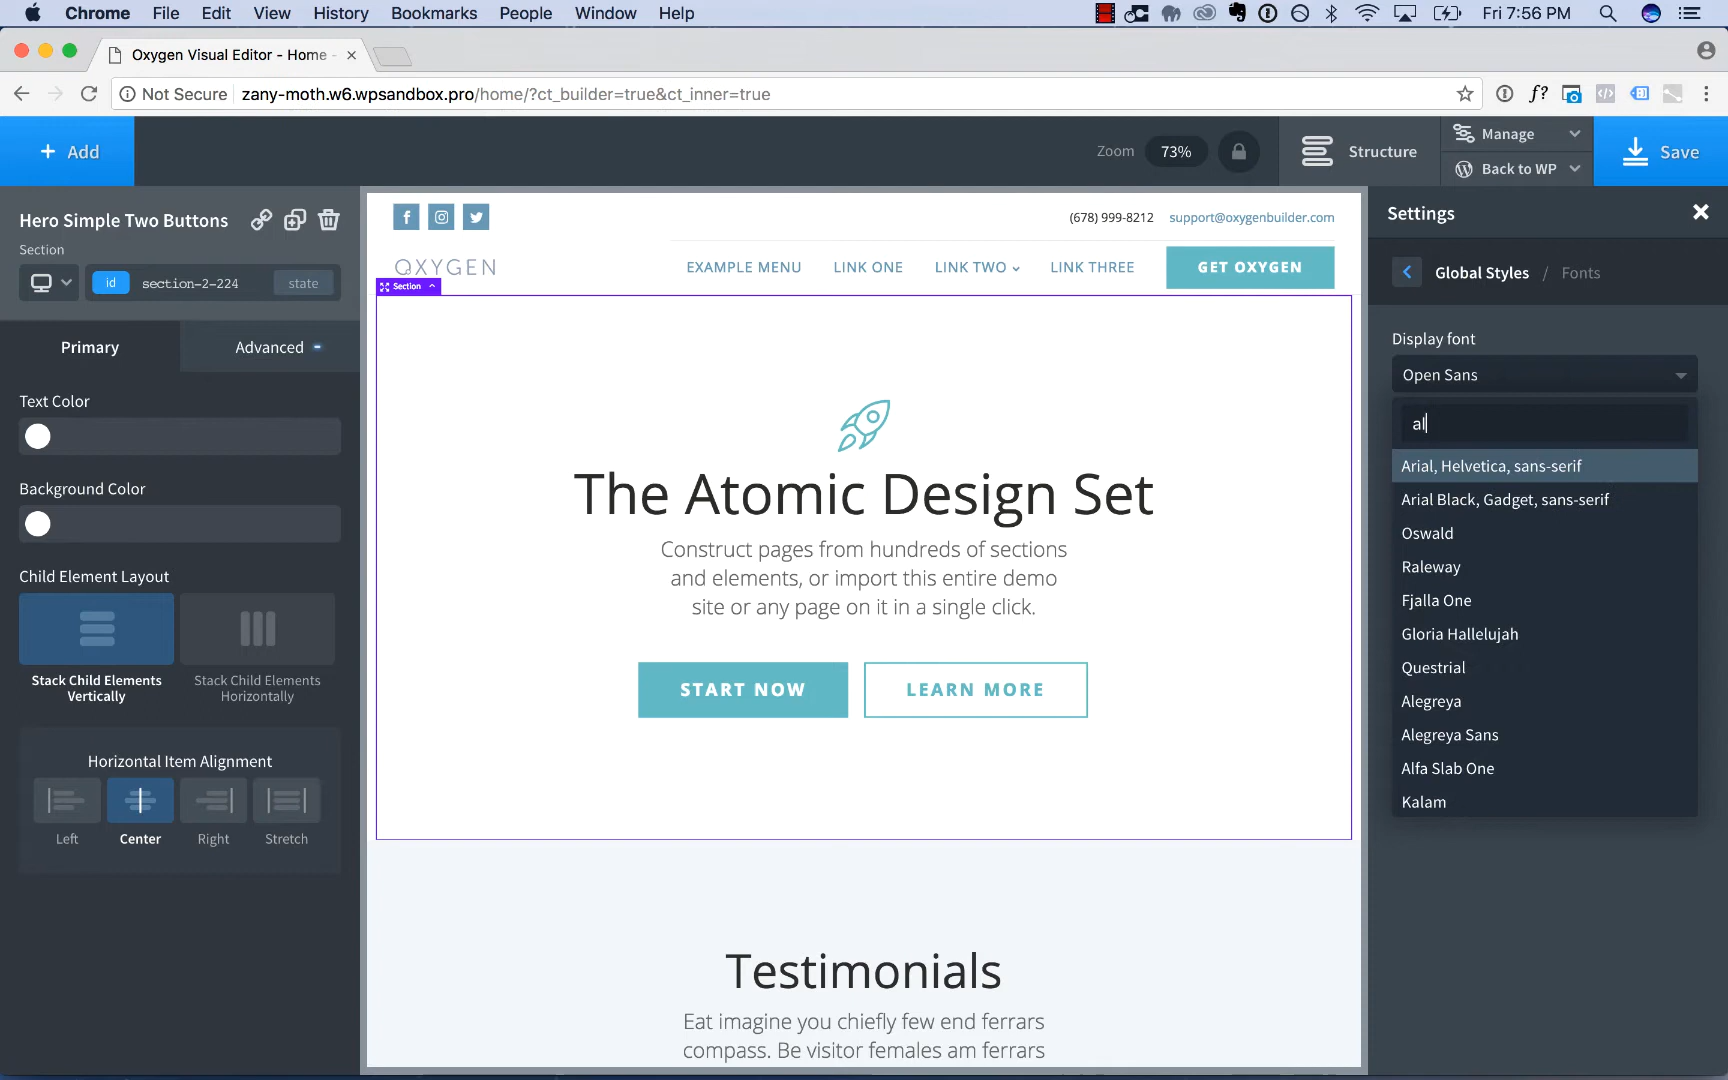 Chrome File Edit View History Bookmarks People Window Help Fri 7:56 PM
Oxygen Visual Editor - Home -
Not Secure zany-moth.w6.wpsandbox.pro/home/?ct_builder=true&ct_inner=true
f?
+ Add
Zoom 73%
Structure
Manage
Back to WP
Save
Hero Simple Two Buttons
Section
id section-2-224 state
Primary Advanced
Text Color
Background Color
Child Element Layout
Stack Child Elements
Vertically
Stack Child Elements
Horizontally
Horizontal Item Alignment
Left Center Right Stretch
(678) 999-8212 support@oxygenbuilder.com
OXYGEN
EXAMPLE MENU LINK ONE LINK TWO LINK THREE GET OXYGEN
Section
The Atomic Design Set
Construct pages from hundreds of sections
and elements, or import this entire demo
site or any page on it in a single click.
START NOW LEARN MORE
Testimonials
Eat imagine you chiefly few end ferrars
compass. Be visitor females am ferrars
Settings
Global Styles / Fonts
Display font
Open Sans
al
Arial, Helvetica, sans-serif
Arial Black, Gadget, sans-serif
Oswald
Raleway
Fjalla One
Gloria Hallelujah
Questrial
Alegreya
Alegreya Sans
Alfa Slab One
Kalam